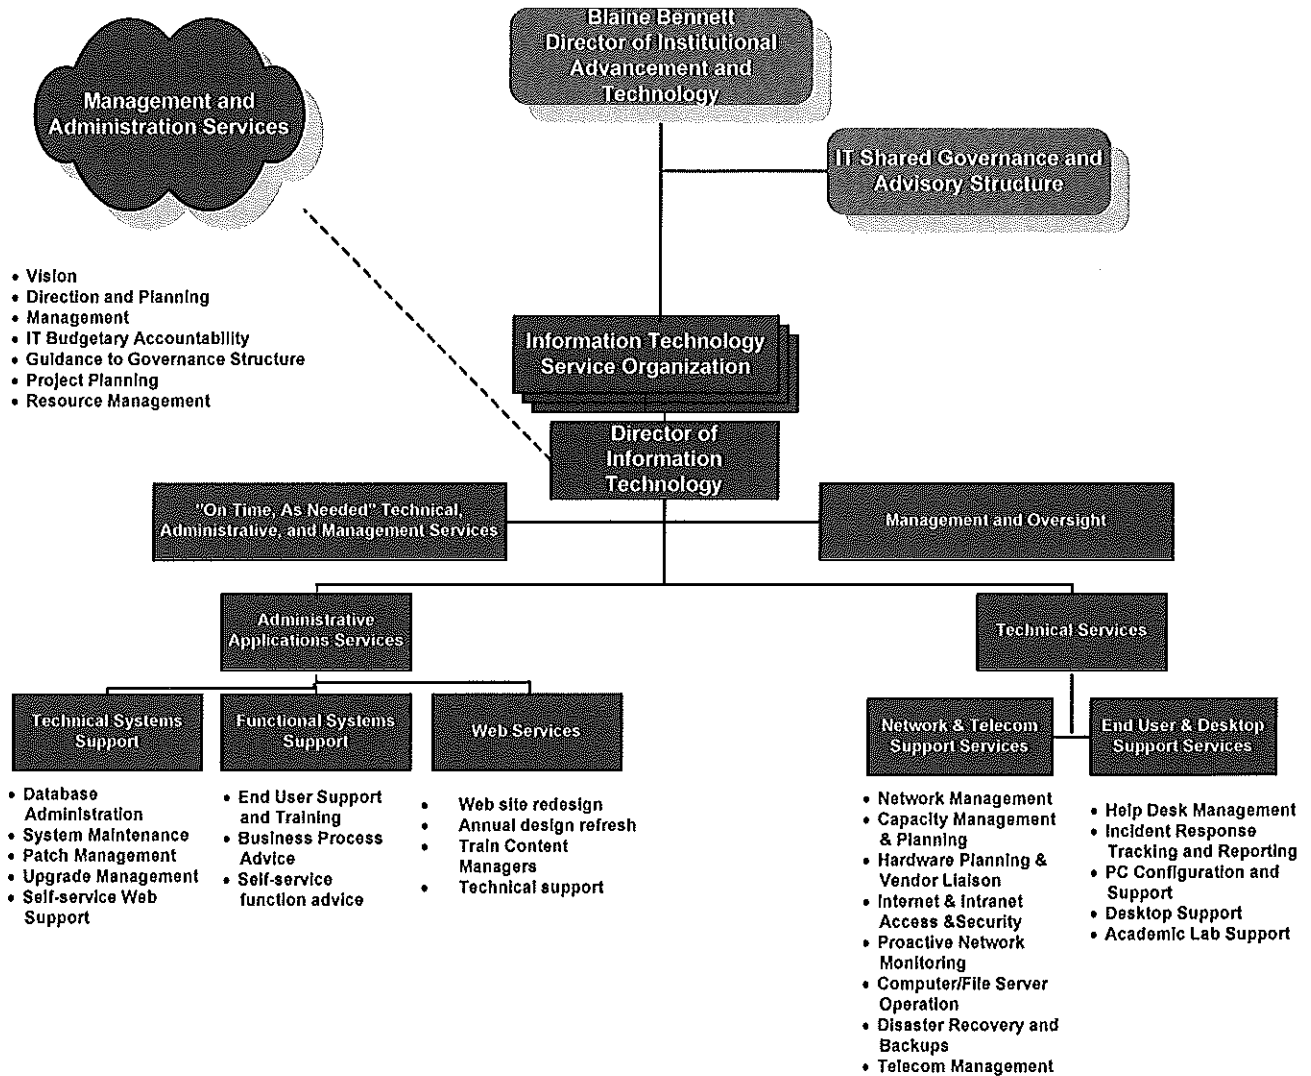 Blaine Bennett
Director of Institutional
Advancement and
Technology
Management and
Administration Services
IT Shared Governance and
Advisory Structure
• Vision
• Direction and Planning
• Management
• IT Budgetary Accountability
• Guidance to Governance Structure
• Project Planning
• Resource Management
Information Technology
Service Organization
Director of
Information
Technology
"On Time, As Needed" Technical,
Administrative, and Management Services
Management and Oversight
Administrative
Applications Services
Technical Services
Technical Systems
Support
Functional Systems
Support
Web Services
Network & Telecom
Support Services
End User & Desktop
Support Services
• Database
Administration
• System Maintenance
• Patch Management
• Upgrade Management
• Self-service Web
Support
• End User Support
and Training
• Business Process
Advice
• Self-service
function advice
• Web site redesign
• Annual design refresh
• Train Content
Managers
• Technical support
• Network Management
• Capacity Management
& Planning
• Hardware Planning &
Vendor Liaison
• Internet & Intranet
Access &Security
• Proactive Network
Monitoring
• Computer/File Server
Operation
• Disaster Recovery and
Backups
• Telecom Management
• Help Desk Management
• Incident Response
Tracking and Reporting
• PC Configuration and
Support
• Desktop Support
• Academic Lab Support